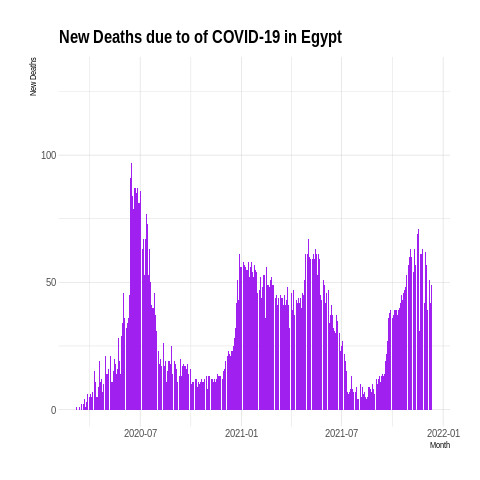 New Deaths due to of COVID-19 in Egypt
New Deaths
100
50
0
2020-07 2021-01 2021-07 2022-01
Month